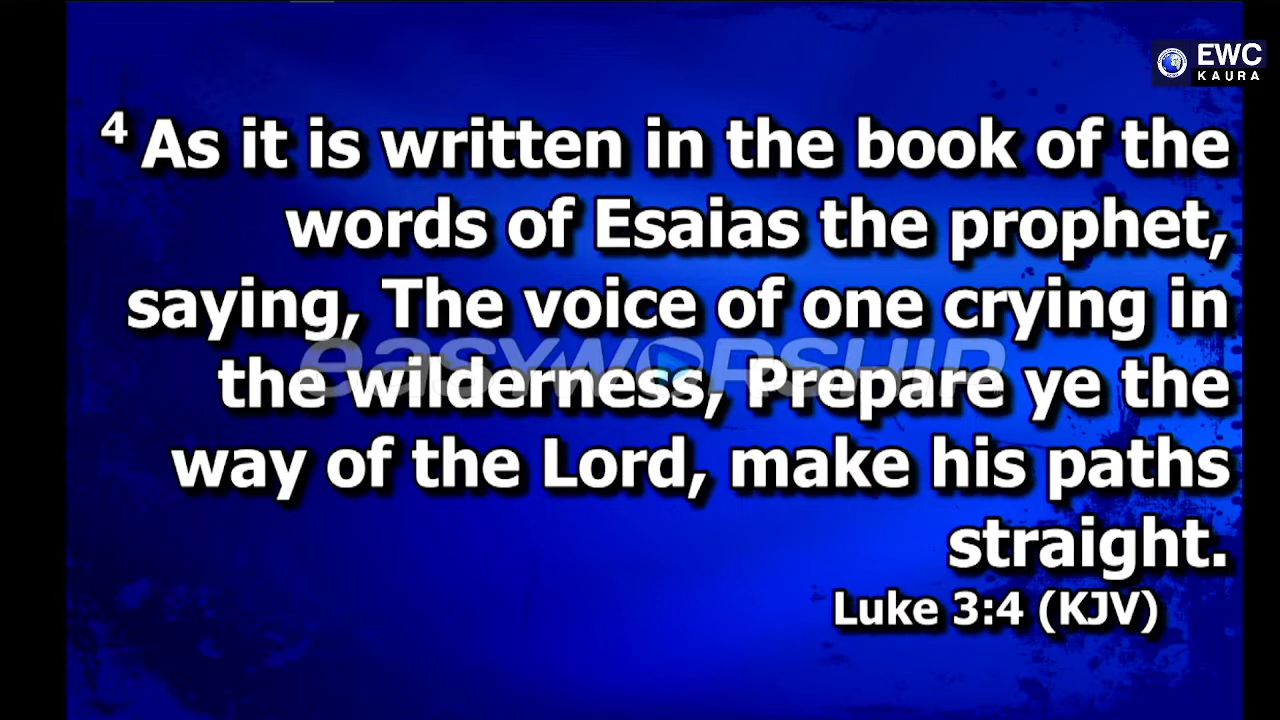 EWC
KAURA
4 As it is written in the book of the
words of Esaias the prophet,
saying, The voice of one crying in
the wilderness, Prepare ye the
way of the Lord, make his paths
straight.
Luke 3:4 (KJV)
easyworship